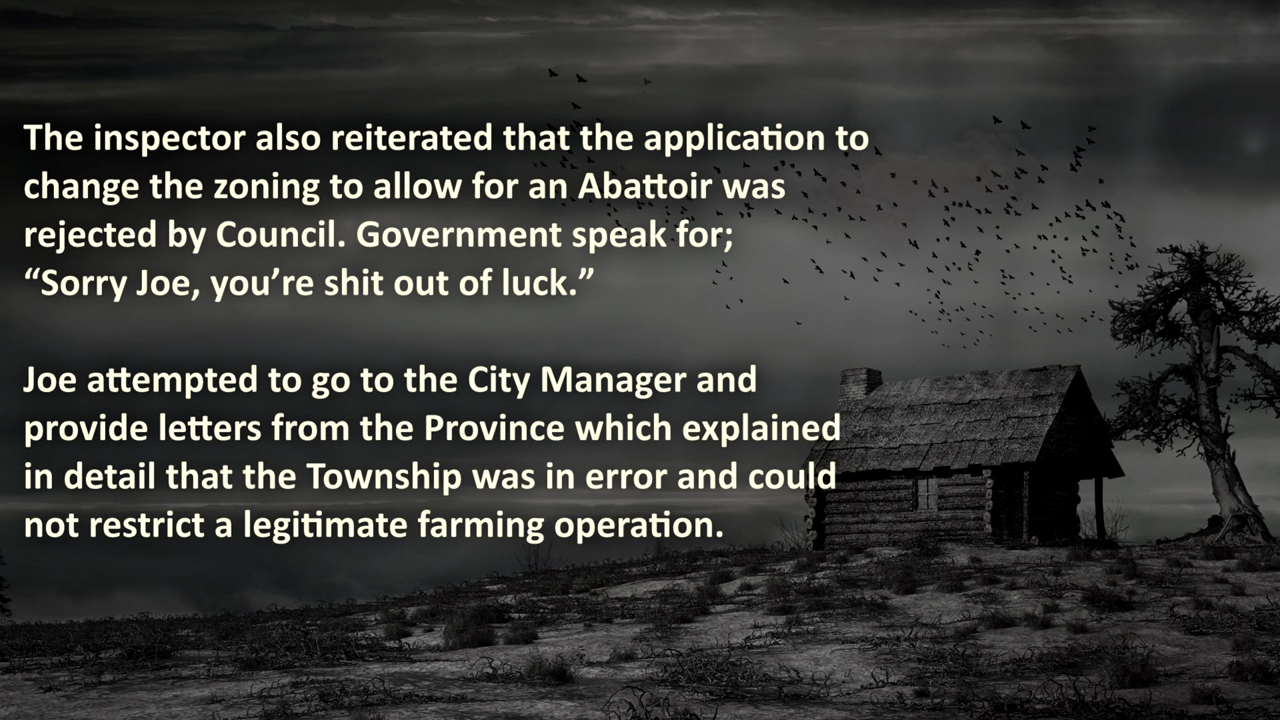 The inspector also reiterated that the application to
change the zoning to allow for an Abattoir was
rejected by Council. Government speak for;
“Sorry Joe, you’re shit out of luck.”
Joe attempted to go to the City Manager and
provide letters from the Province which explained
in detail that the Township was in error and could
not restrict a legitimate farming operation.